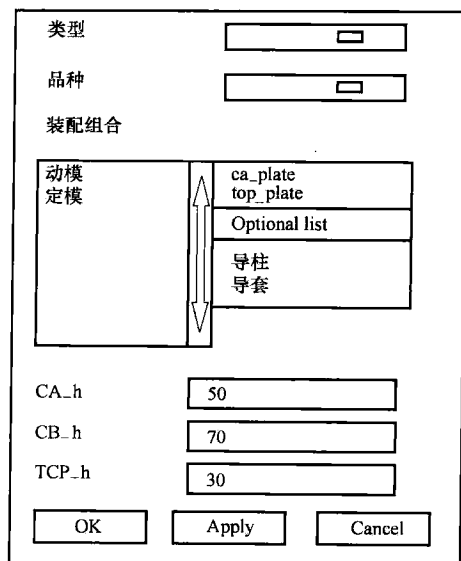 类型
品种
装配组合
动模
定模
ca_plate
top_plate
Optional list
导柱
导套
CA_h 50
CB_h 70
TCP_h 30
OK Apply Cancel